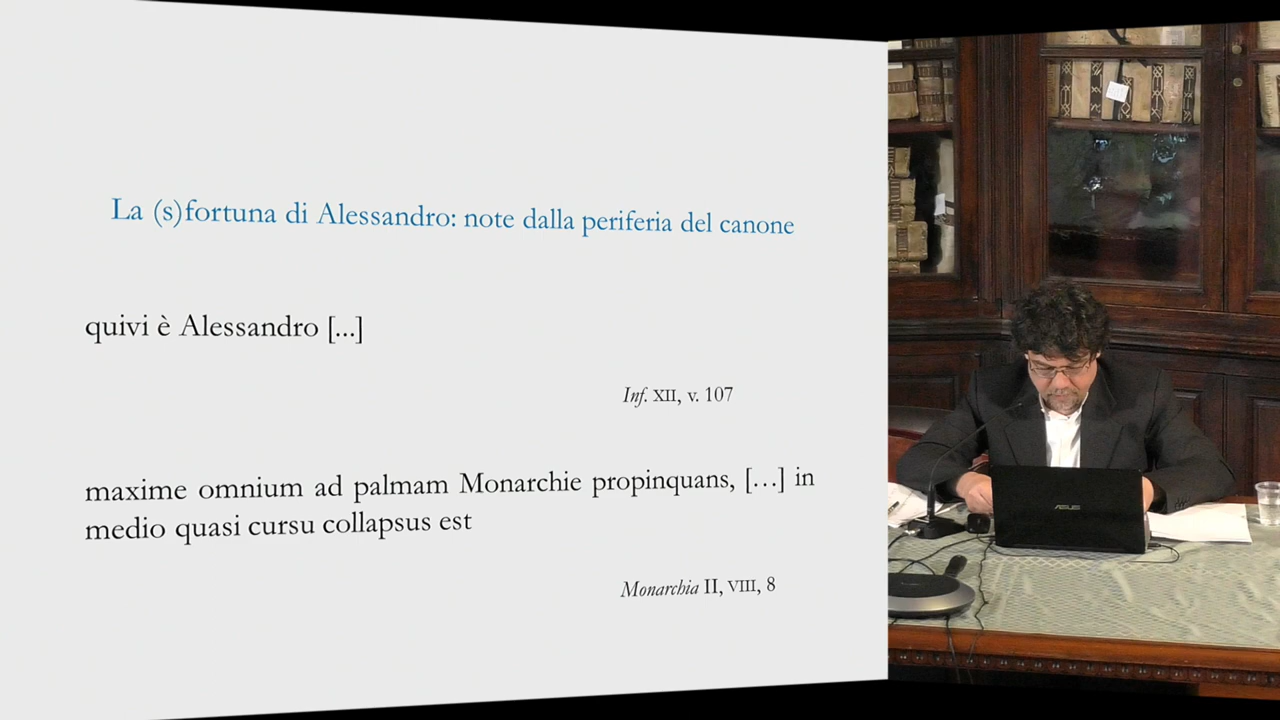 La (s)fortuna di Alessandro: note dalla periferia del canone
quivi è Alessandro [...]
Inf. XII, v. 107
maxime omnium ad palmam Monarchie propinquans, […] in
medio quasi cursu collapsus est
Monarchia II, VIII, 8
ASUS